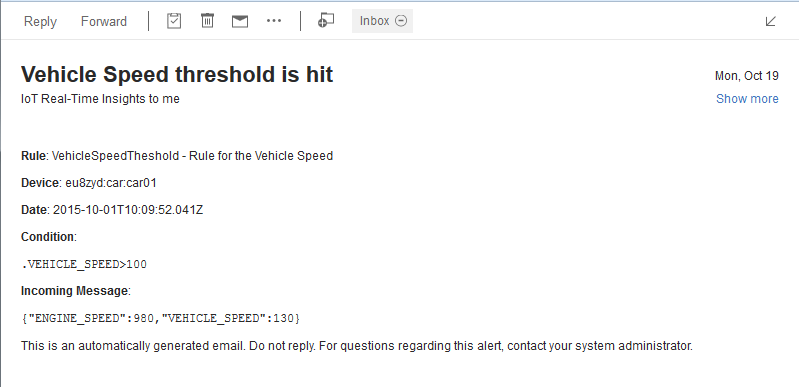 Reply Forward ... Inbox
Vehicle Speed threshold is hit Mon, Oct 19
IoT Real-Time Insights to me Show more
Rule: VehicleSpeedTheshold - Rule for the Vehicle Speed
Device: eu8zyd:car:car01
Date: 2015-10-01T10:09:52.041Z
Condition:
.VEHICLE_SPEED>100
Incoming Message:
{"ENGINE_SPEED":980,"VEHICLE_SPEED":130}
This is an automatically generated email. Do not reply. For questions regarding this alert, contact your system administrator.